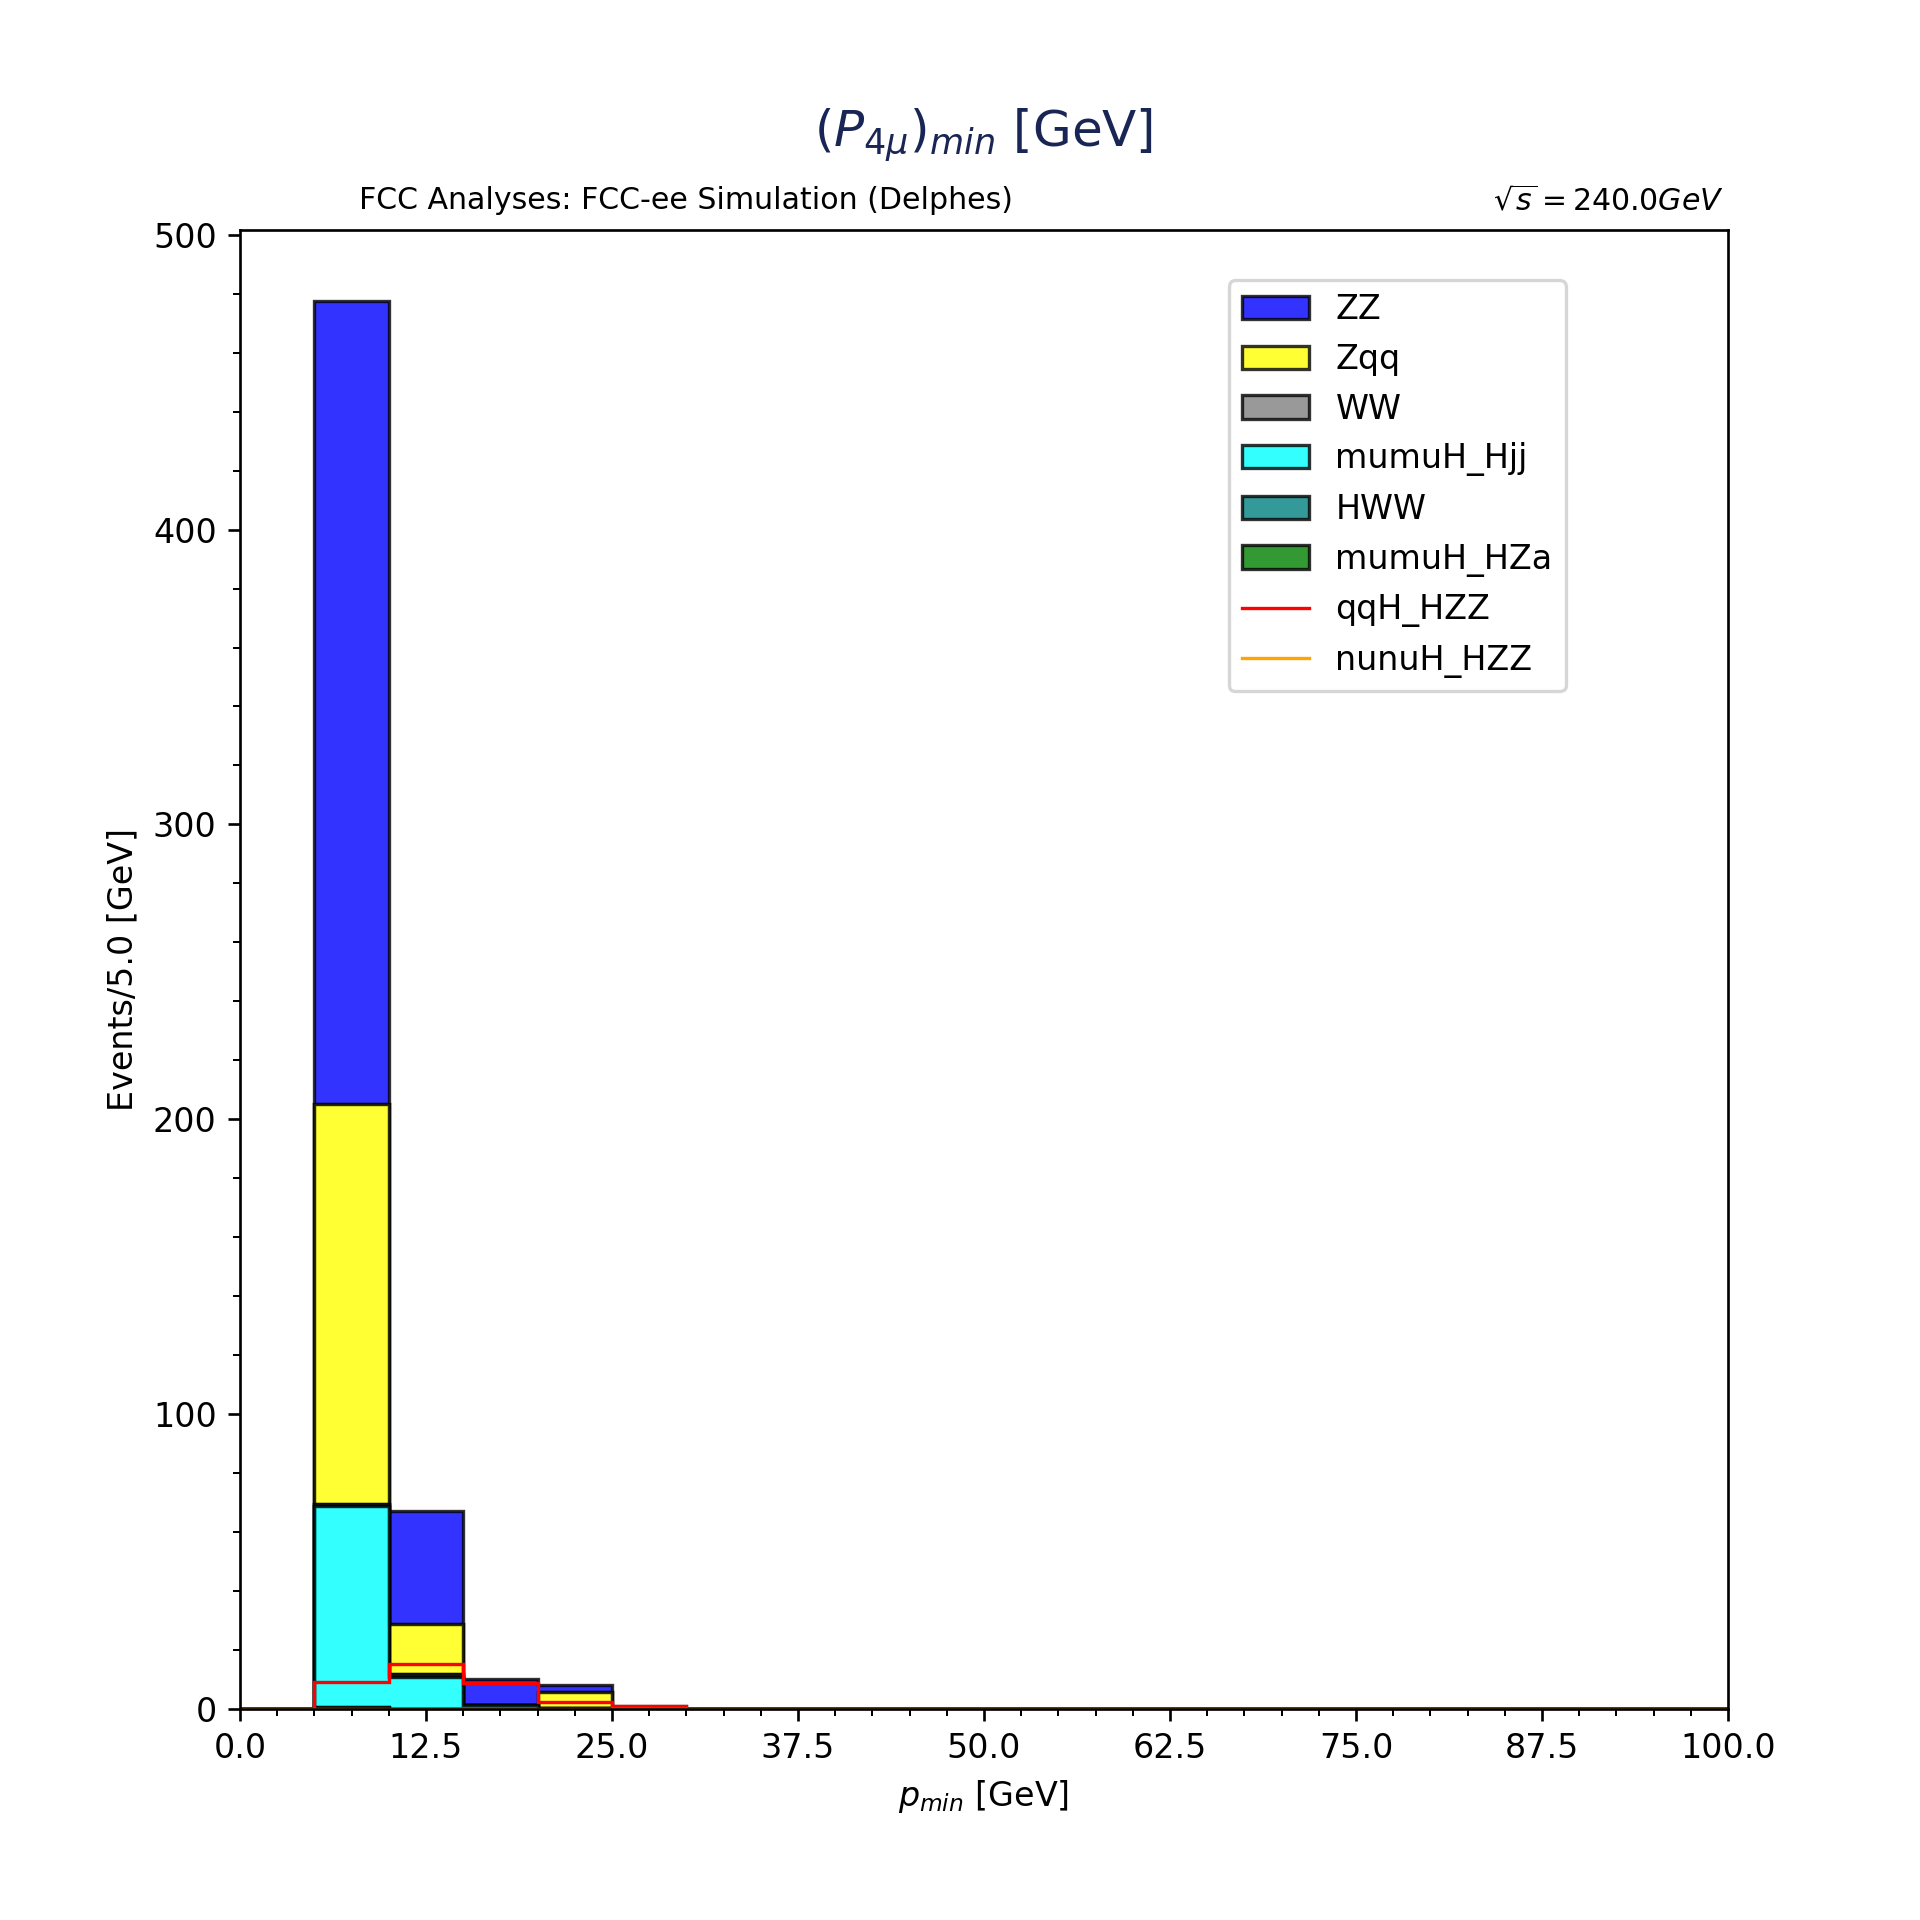 (P4μ)min [GeV]
FCC Analyses: FCC-ee Simulation (Delphes)
√s = 240.0GeV
500
400
300
200
100
0
Events/5.0 [GeV]
ZZ
Zqq
WW
mumuH_Hjj
HWW
mumuH_HZa
qqH_HZZ
nunuH_HZZ
0.0 12.5 25.0 37.5 50.0 62.5 75.0 87.5 100.0
pmin [GeV]